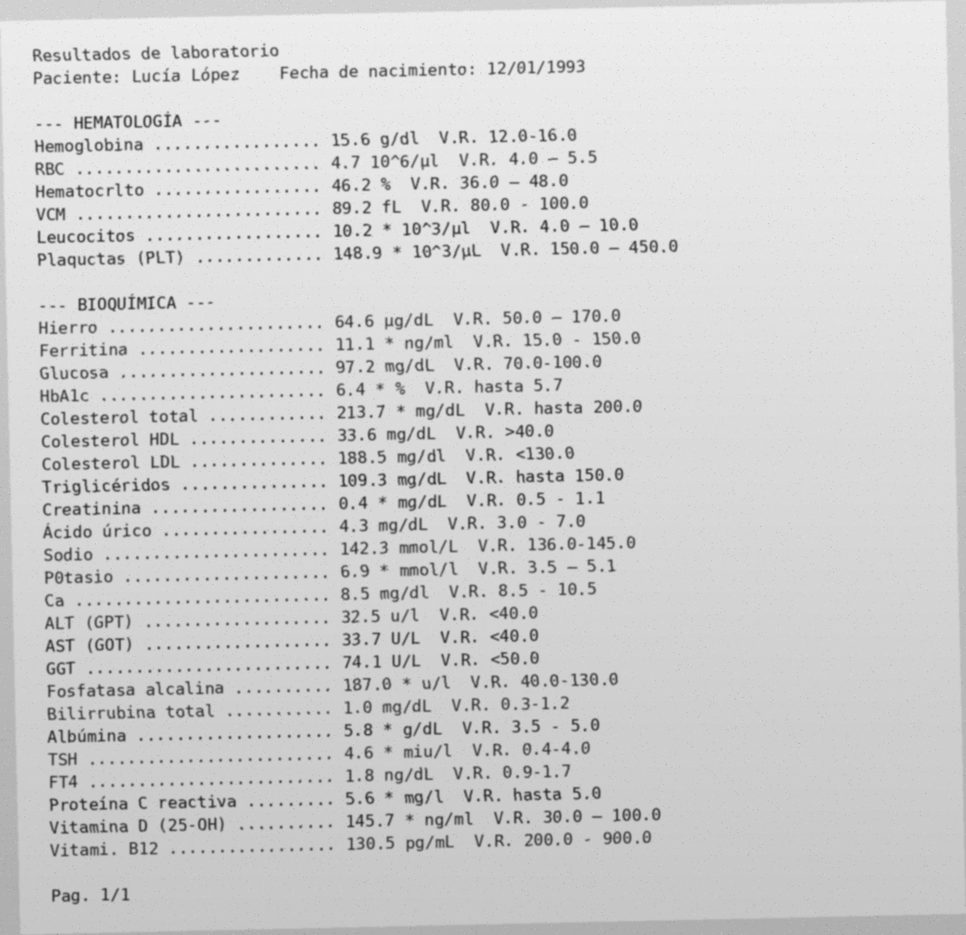 Resultados de laboratorio
Paciente: Lucía López    Fecha de nacimiento: 12/01/1993
--- HEMATOLOGÍA ---
Hemoglobina ................. 15.6 g/dl  V.R. 12.0-16.0
RBC ......................... 4.7 10^6/µl  V.R. 4.0 – 5.5
Hematocrlto ................. 46.2 %  V.R. 36.0 – 48.0
VCM ......................... 89.2 fL  V.R. 80.0 - 100.0
Leucocitos .................. 10.2 * 10^3/µl  V.R. 4.0 – 10.0
Plaquctas (PLT) ............. 148.9 * 10^3/µL  V.R. 150.0 – 450.0
--- BIOQUÍMICA ---
Hierro ...................... 64.6 µg/dL  V.R. 50.0 – 170.0
Ferritina ................... 11.1 * ng/ml  V.R. 15.0 - 150.0
Glucosa ..................... 97.2 mg/dL  V.R. 70.0-100.0
HbA1c ....................... 6.4 * %  V.R. hasta 5.7
Colesterol total ............ 213.7 * mg/dL  V.R. hasta 200.0
Colesterol HDL .............. 33.6 mg/dL  V.R. >40.0
Colesterol LDL .............. 188.5 mg/dl  V.R. <130.0
Triglicéridos ............... 109.3 mg/dL  V.R. hasta 150.0
Creatinina .................. 0.4 * mg/dL  V.R. 0.5 - 1.1
Ácido úrico ................. 4.3 mg/dL  V.R. 3.0 - 7.0
Sodio ....................... 142.3 mmol/L  V.R. 136.0-145.0
P0tasio ..................... 6.9 * mmol/l  V.R. 3.5 – 5.1
Ca .......................... 8.5 mg/dl  V.R. 8.5 - 10.5
ALT (GPT) ................... 32.5 u/l  V.R. <40.0
AST (GOT) ................... 33.7 U/L  V.R. <40.0
GGT ......................... 74.1 U/L  V.R. <50.0
Fosfatasa alcalina .......... 187.0 * u/l  V.R. 40.0-130.0
Bilirrubina total ........... 1.0 mg/dL  V.R. 0.3-1.2
Albúmina .................... 5.8 * g/dL  V.R. 3.5 - 5.0
TSH ......................... 4.6 * miu/l  V.R. 0.4-4.0
FT4 ......................... 1.8 ng/dL  V.R. 0.9-1.7
Proteína C reactiva ......... 5.6 * mg/l  V.R. hasta 5.0
Vitamina D (25-OH) .......... 145.7 * ng/ml  V.R. 30.0 – 100.0
Vitami. B12 ................. 130.5 pg/mL  V.R. 200.0 - 900.0
Pag. 1/1